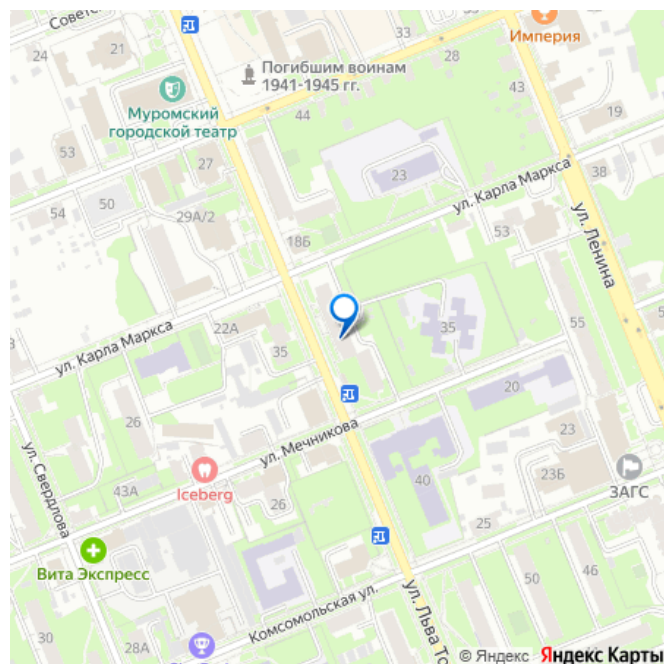 Советс
33
28
Империя
24
21
Погибшим воинам
1941-1945 гг.
43
Муромский
городской театр
44
19
53
27
23
38
ул. Карла Маркса
54
50
29А/2
53
ул. Ленина
18Б
22А
35
35
55
ул. Карла Маркса
20
26
ул. Мечникова
23
ул. Свердлова
43А
Iceberg
26
40
23Б
ЗАГС
25
Вита Экспресс
50
46
ул. Льва То
Комсомольская ул.
30
28А
© Яндекс
Яндекс Карты